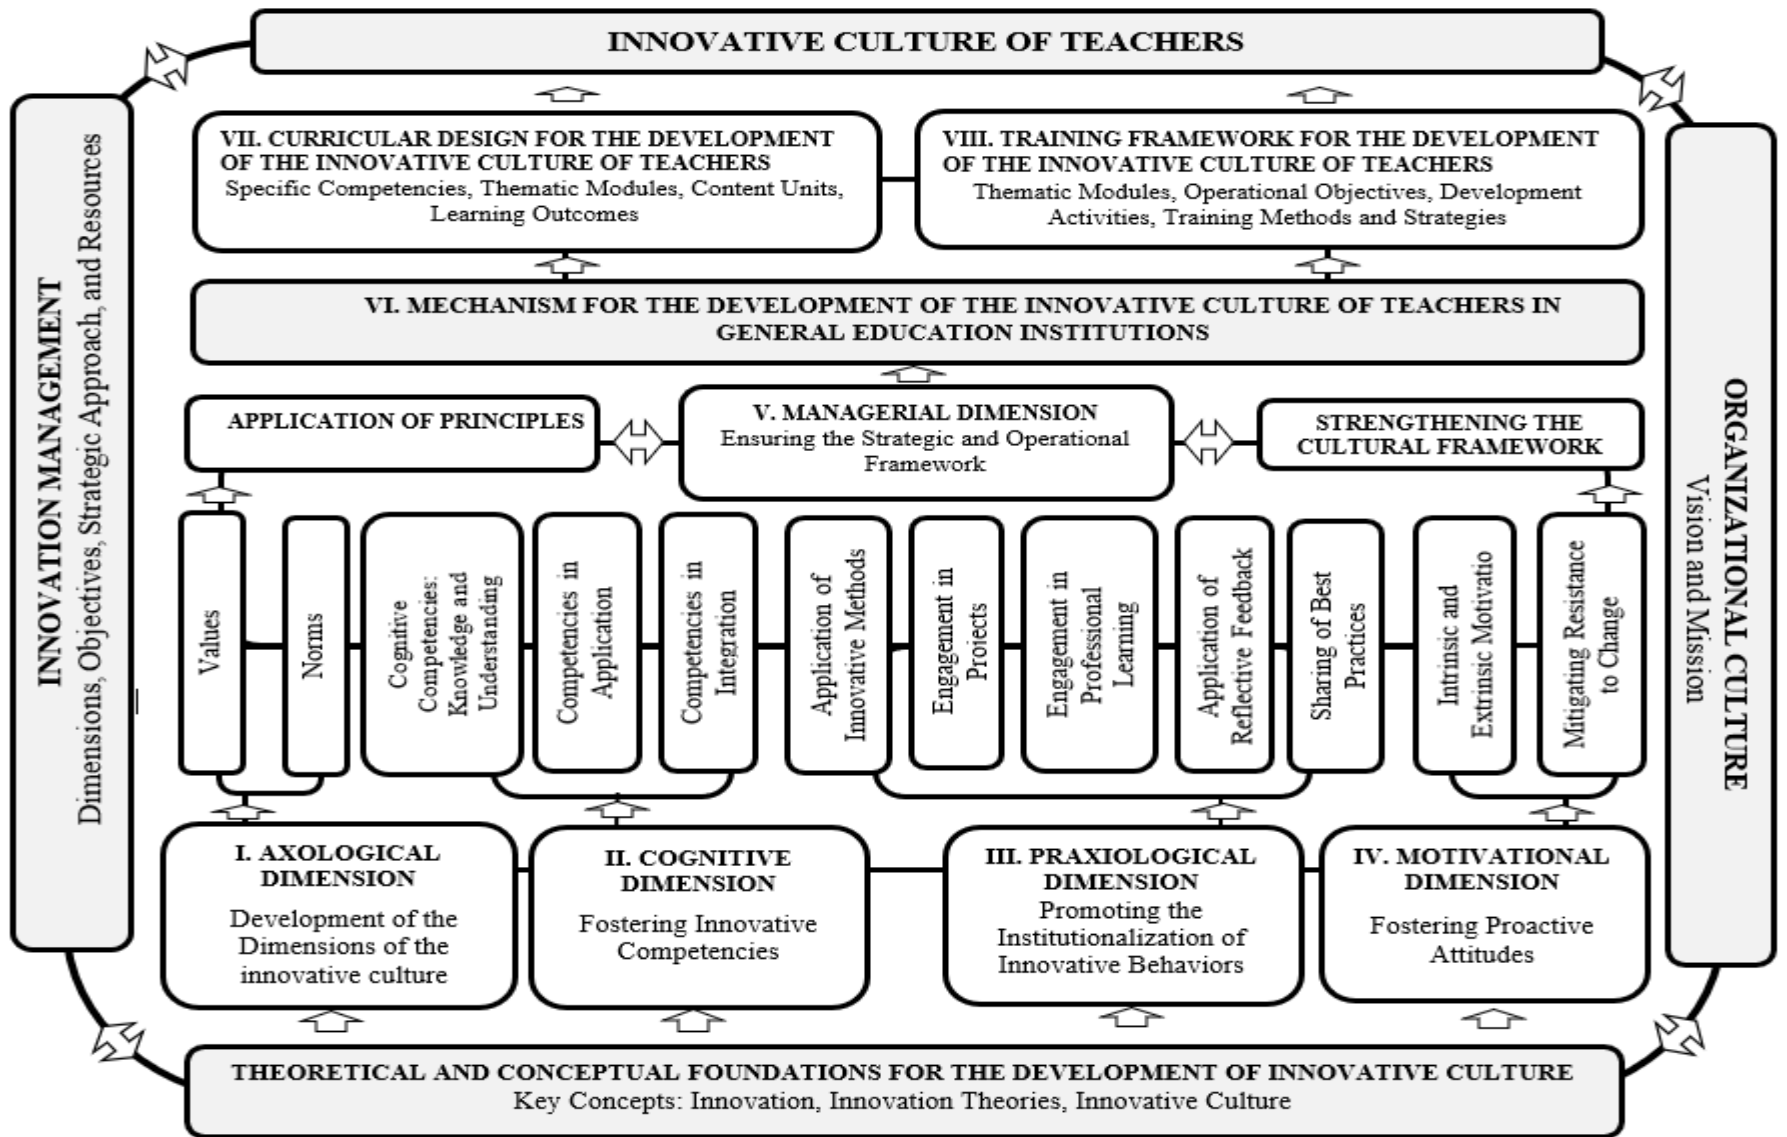 INNOVATIVE CULTURE OF TEACHERS
INNOVATION MANAGEMENT
Dimensions, Objectives, Strategic Approach, and Resources
VII. CURRICULAR DESIGN FOR THE DEVELOPMENT
OF THE INNOVATIVE CULTURE OF TEACHERS
Specific Competencies, Thematic Modules, Content Units,
Learning Outcomes
VIII. TRAINING FRAMEWORK FOR THE DEVELOPMENT
OF THE INNOVATIVE CULTURE OF TEACHERS
Thematic Modules, Operational Objectives, Development
Activities, Training Methods and Strategies
ORGANIZATIONAL CULTURE
Vision and Mission
VI. MECHANISM FOR THE DEVELOPMENT OF THE INNOVATIVE CULTURE OF TEACHERS IN
GENERAL EDUCATION INSTITUTIONS
APPLICATION OF PRINCIPLES
V. MANAGERIAL DIMENSION
Ensuring the Strategic and Operational
Framework
STRENGTHENING THE
CULTURAL FRAMEWORK
Values
Norms
Cognitive
Competencies:
Knowledge and
Understanding
Competencies in
Application
Competencies in
Integration
Application of
Innovative Methods
Engagement in
Projects
Engagement in
Professional
Learning
Application of
Reflective Feedback
Sharing of Best
Practices
Intrinsic and
Extrinsic Motivatio
Mitigating Resistance
to Change
I. AXOLOGICAL
DIMENSION
Development of the
Dimensions of the
innovative culture
II. COGNITIVE
DIMENSION
Fostering Innovative
Competencies
III. PRAXIOLOGICAL
DIMENSION
Promoting the
Institutionalization of
Innovative Behaviors
IV. MOTIVATIONAL
DIMENSION
Fostering Proactive
Attitudes
THEORETICAL AND CONCEPTUAL FOUNDATIONS FOR THE DEVELOPMENT OF INNOVATIVE CULTURE
Key Concepts: Innovation, Innovation Theories, Innovative Culture